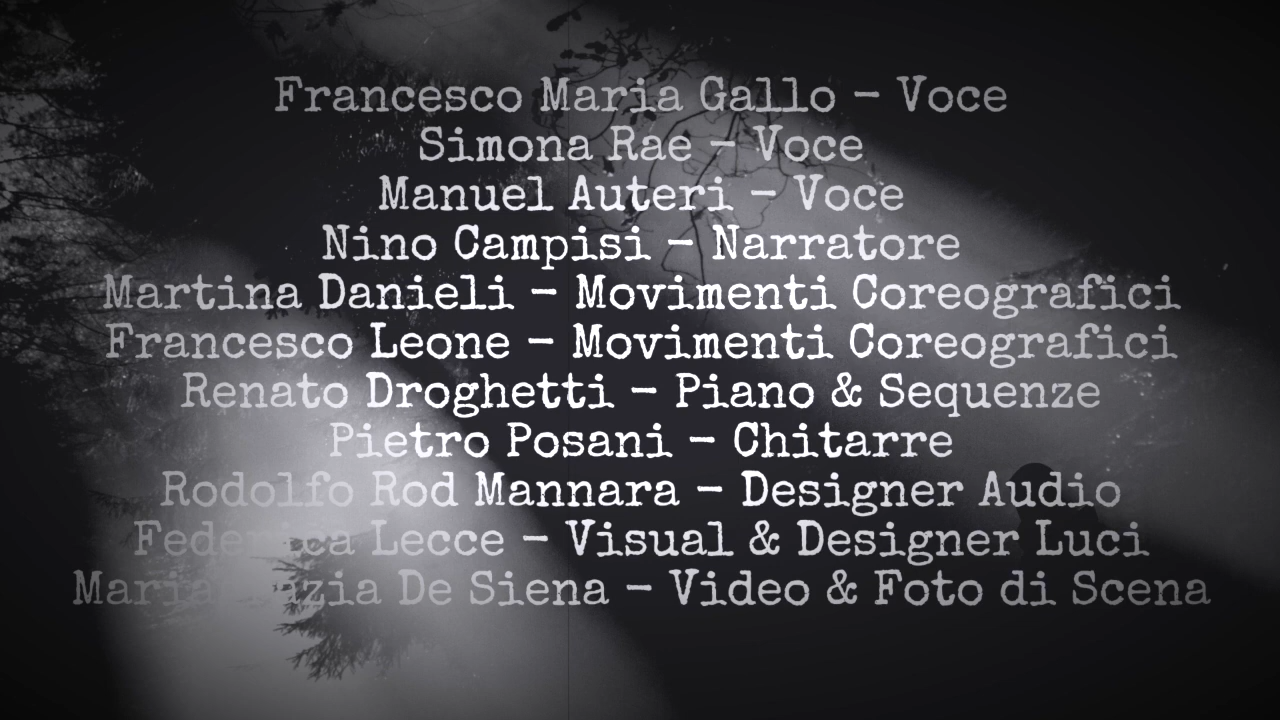 Francesco Maria Gallo - Voce
Simona Rae - Voce
Manuel Auteri - Voce
Nino Campisi - Narratore
Martina Danieli - Movimenti Coreografici
Francesco Leone - Movimenti Coreografici
Renato Droghetti - Piano & Sequenze
Pietro Posani - Chitarre
Rodolfo Rod Mannara - Designer Audio
Federica Lecce - Visual & Designer Luci
Maria De Siena - Video & Foto di Scena